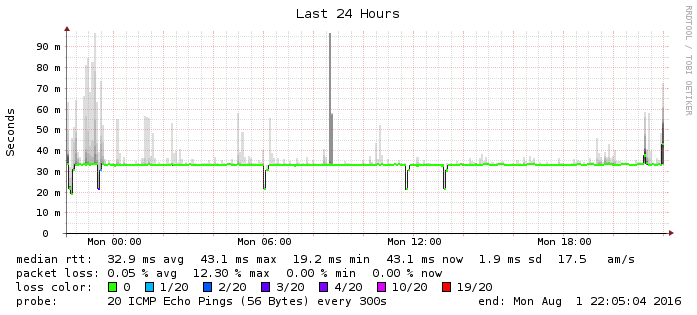 Last 24 Hours
RRDTOOL / TOBI OETIKER
Seconds
90 m
80 m
70 m
60 m
50 m
40 m
30 m
20 m
10 m
0
Mon 00:00 Mon 06:00 Mon 12:00 Mon 18:00
median rtt: 32.9 ms avg 43.1 ms max 19.2 ms min 43.1 ms now 1.9 ms sd 17.5 am/s
packet loss: 0.05 % avg 12.30 % max 0.00 % min 0.00 % now
loss color: 0 1/20 2/20 3/20 4/20 10/20 19/20
probe: 20 ICMP Echo Pings (56 Bytes) every 300s end: Mon Aug 1 22:05:04 2016